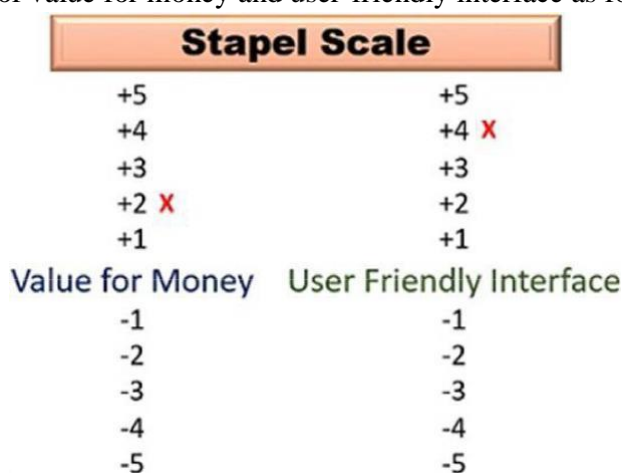 Stapel Scale
+5 +5
+4 +4 X
+3 +3
+2 X +2
+1 +1
Value for Money User Friendly Interface
-1 -1
-2 -2
-3 -3
-4 -4
-5 -5